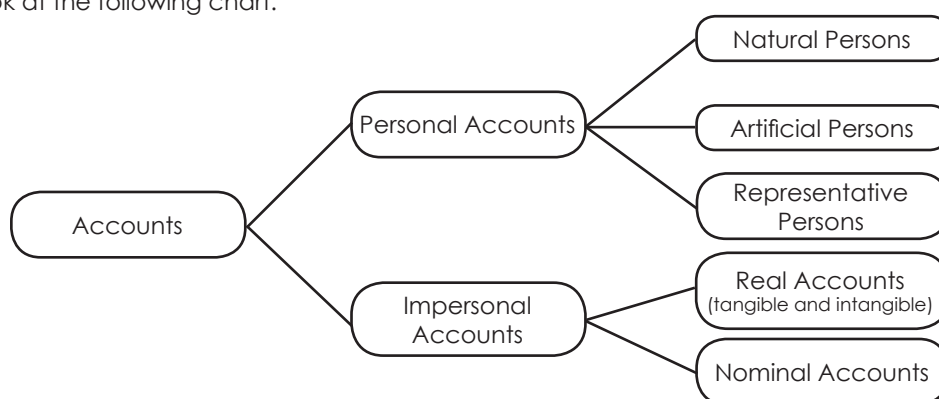 at the following chart.
Natural Persons
Personal Accounts
Artificial Persons
Representative
Persons
Accounts
Real Accounts
(tangible and intangible)
Impersonal
Accounts
Nominal Accounts